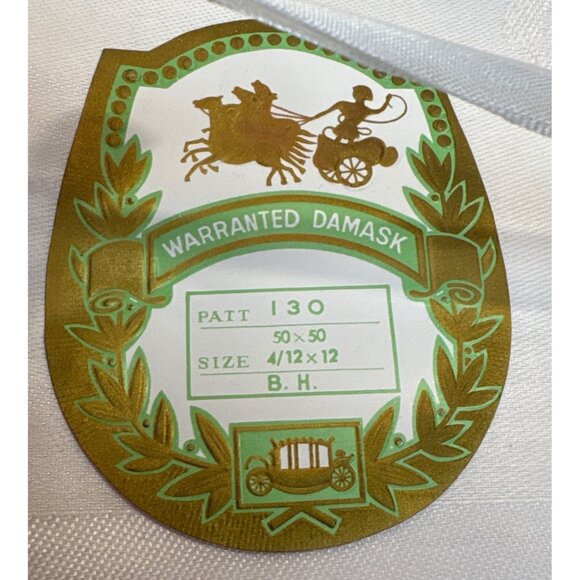 WARRANTED DAMASK
PATT 130
50×50
SIZE 4/12×12
B. H.